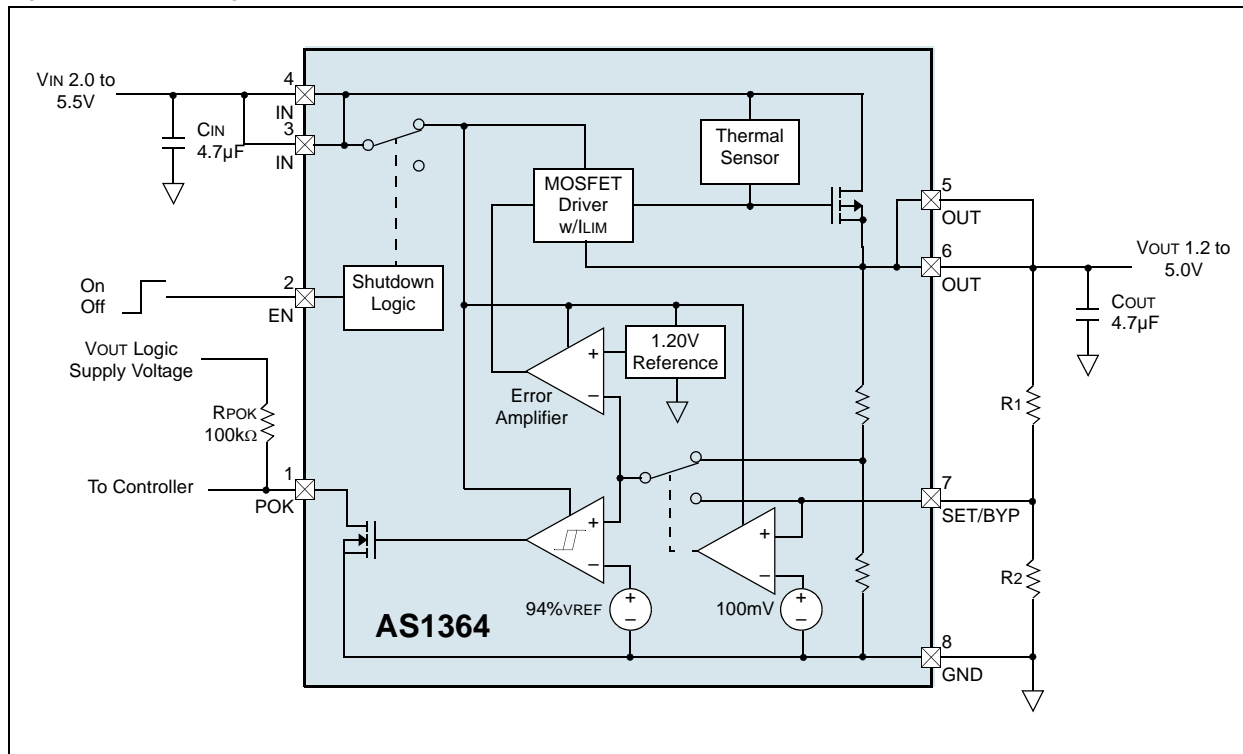 VIN 2.0 to
5.5V
CIN
4.7µF
4
IN
3
IN
Thermal
Sensor
MOSFET
Driver
w/ILIM
5
OUT
6
OUT
VOUT 1.2 to
5.0V
COUT
4.7µF
On
Off
2
EN
Shutdown
Logic
VOUT Logic
Supply Voltage
RPOK
100kΩ
+
−
Error
Amplifier
1.20V
Reference
R1
To Controller
1
POK
+
−
94%VREF
+
−
+
−
100mV
+
−
7
SET/BYP
R2
AS1364
8
GND